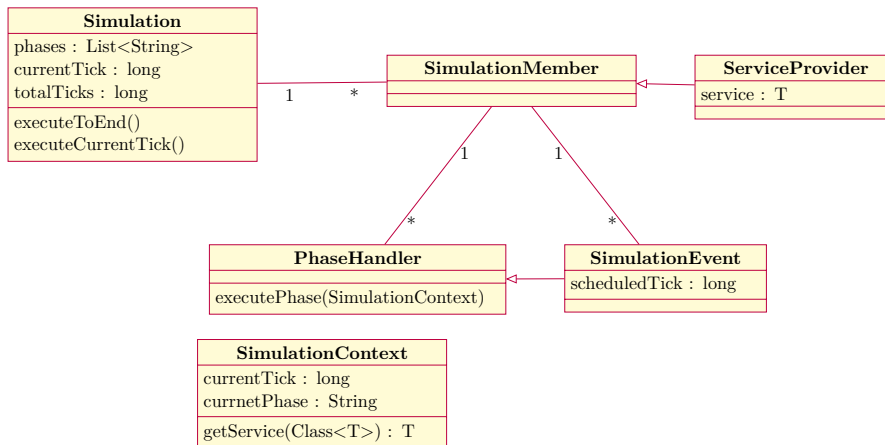 Simulation
phases : List<String>
currentTick : long
totalTicks : long
executeToEnd()
executeCurrentTick()
1
*
SimulationMember
ServiceProvider
service : T
1
1
*
*
PhaseHandler
executePhase(SimulationContext)
SimulationEvent
scheduledTick : long
SimulationContext
currentTick : long
currnetPhase : String
getService(Class<T>) : T